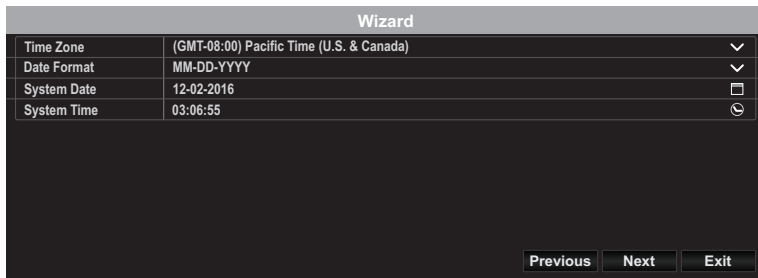 Wizard
Time Zone (GMT-08:00) Pacific Time (U.S. & Canada)
Date Format MM-DD-YYYY
System Date 12-02-2016
System Time 03:06:55
Previous Next Exit